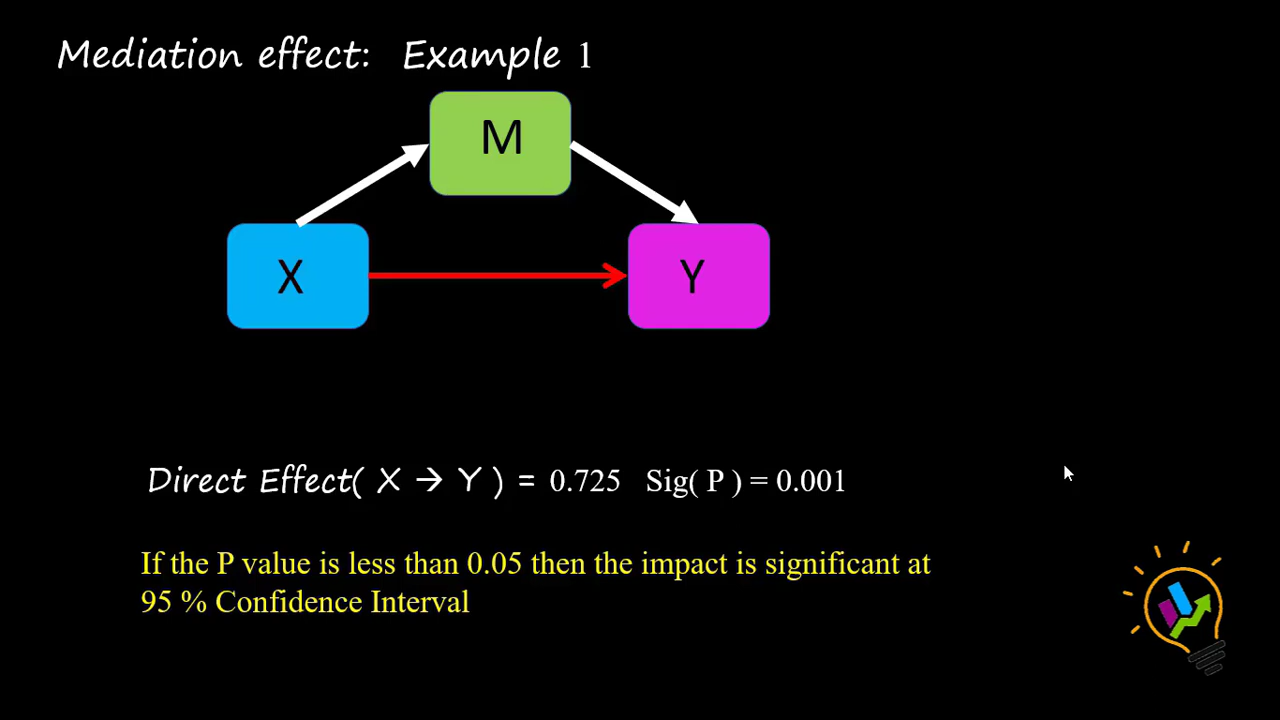 Mediation effect: Example 1
M
X
Y
Direct Effect( X → Y ) = 0.725 Sig( P ) = 0.001
If the P value is less than 0.05 then the impact is significant at
95 % Confidence Interval